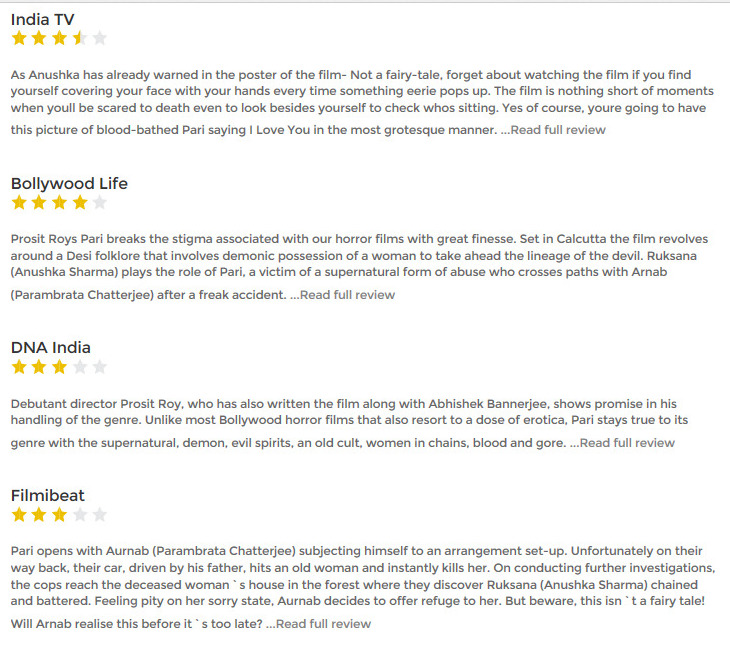 India TV
As Anushka has already warned in the poster of the film- Not a fairy-tale, forget about watching the film if you find
yourself covering your face with your hands every time something eerie pops up. The film is nothing short of moments
when youll be scared to death even to look besides yourself to check whos sitting. Yes of course, youre going to have
this picture of blood-bathed Pari saying I Love You in the most grotesque manner. ...Read full review
Bollywood Life
Prosit Roys Pari breaks the stigma associated with our horror films with great finesse. Set in Calcutta the film revolves
around a Desi folklore that involves demonic possession of a woman to take ahead the lineage of the devil. Ruksana
(Anushka Sharma) plays the role of Pari, a victim of a supernatural form of abuse who crosses paths with Arnab
(Parambrata Chatterjee) after a freak accident. ...Read full review
DNA India
Debutant director Prosit Roy, who has also written the film along with Abhishek Bannerjee, shows promise in his
handling of the genre. Unlike most Bollywood horror films that also resort to a dose of erotica, Pari stays true to its
genre with the supernatural, demon, evil spirits, an old cult, women in chains, blood and gore. ...Read full review
Filmibeat
Pari opens with Aurnab (Parambrata Chatterjee) subjecting himself to an arrangement set-up. Unfortunately on their
way back, their car, driven by his father, hits an old woman and instantly kills her. On conducting further investigations,
the cops reach the deceased woman`s house in the forest where they discover Ruksana (Anushka Sharma) chained
and battered. Feeling pity on her sorry state, Aurnab decides to offer refuge to her. But beware, this isn`t a fairy tale!
Will Arnab realise this before it`s too late? ...Read full review